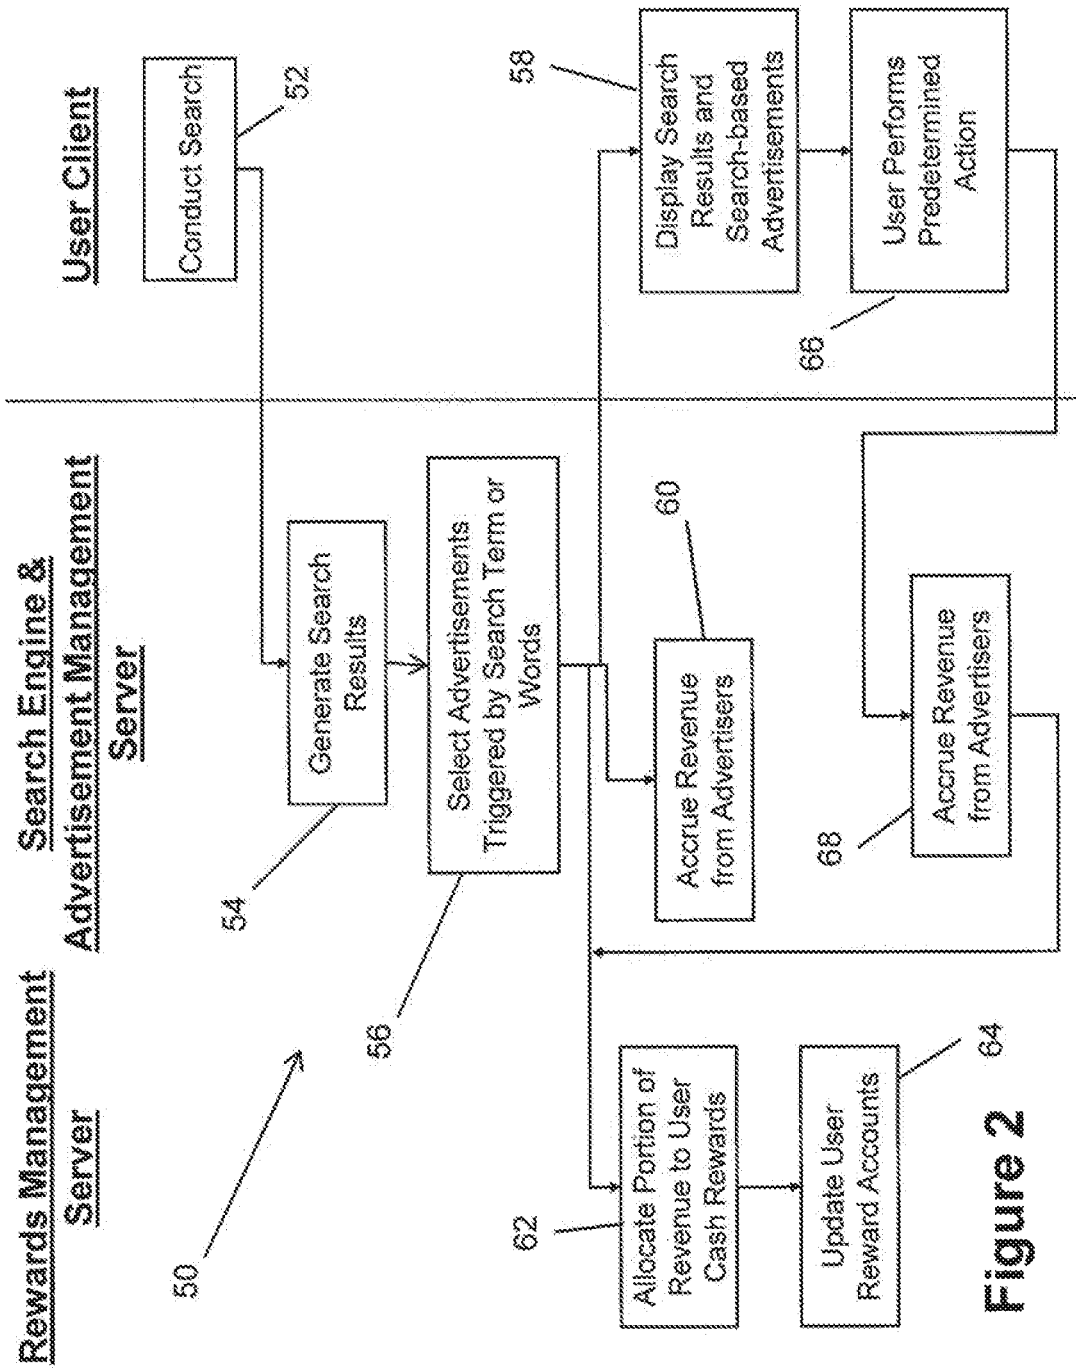 Rewards Management
Server
Search Engine &
Advertisement Management
Server
User Client
50
Conduct Search
52
Generate Search
Results
54
Select Advertisements
Triggered by Search Term or
Words
56
Display Search
Results and
Search-based
Advertisements
58
Accrue Revenue
from Advertisers
60
Allocate Portion of
Revenue to User
Cash Rewards
62
Update User
Reward Accounts
64
User Performs
Predetermined
Action
66
Accrue Revenue
from Advertisers
68
Figure 2